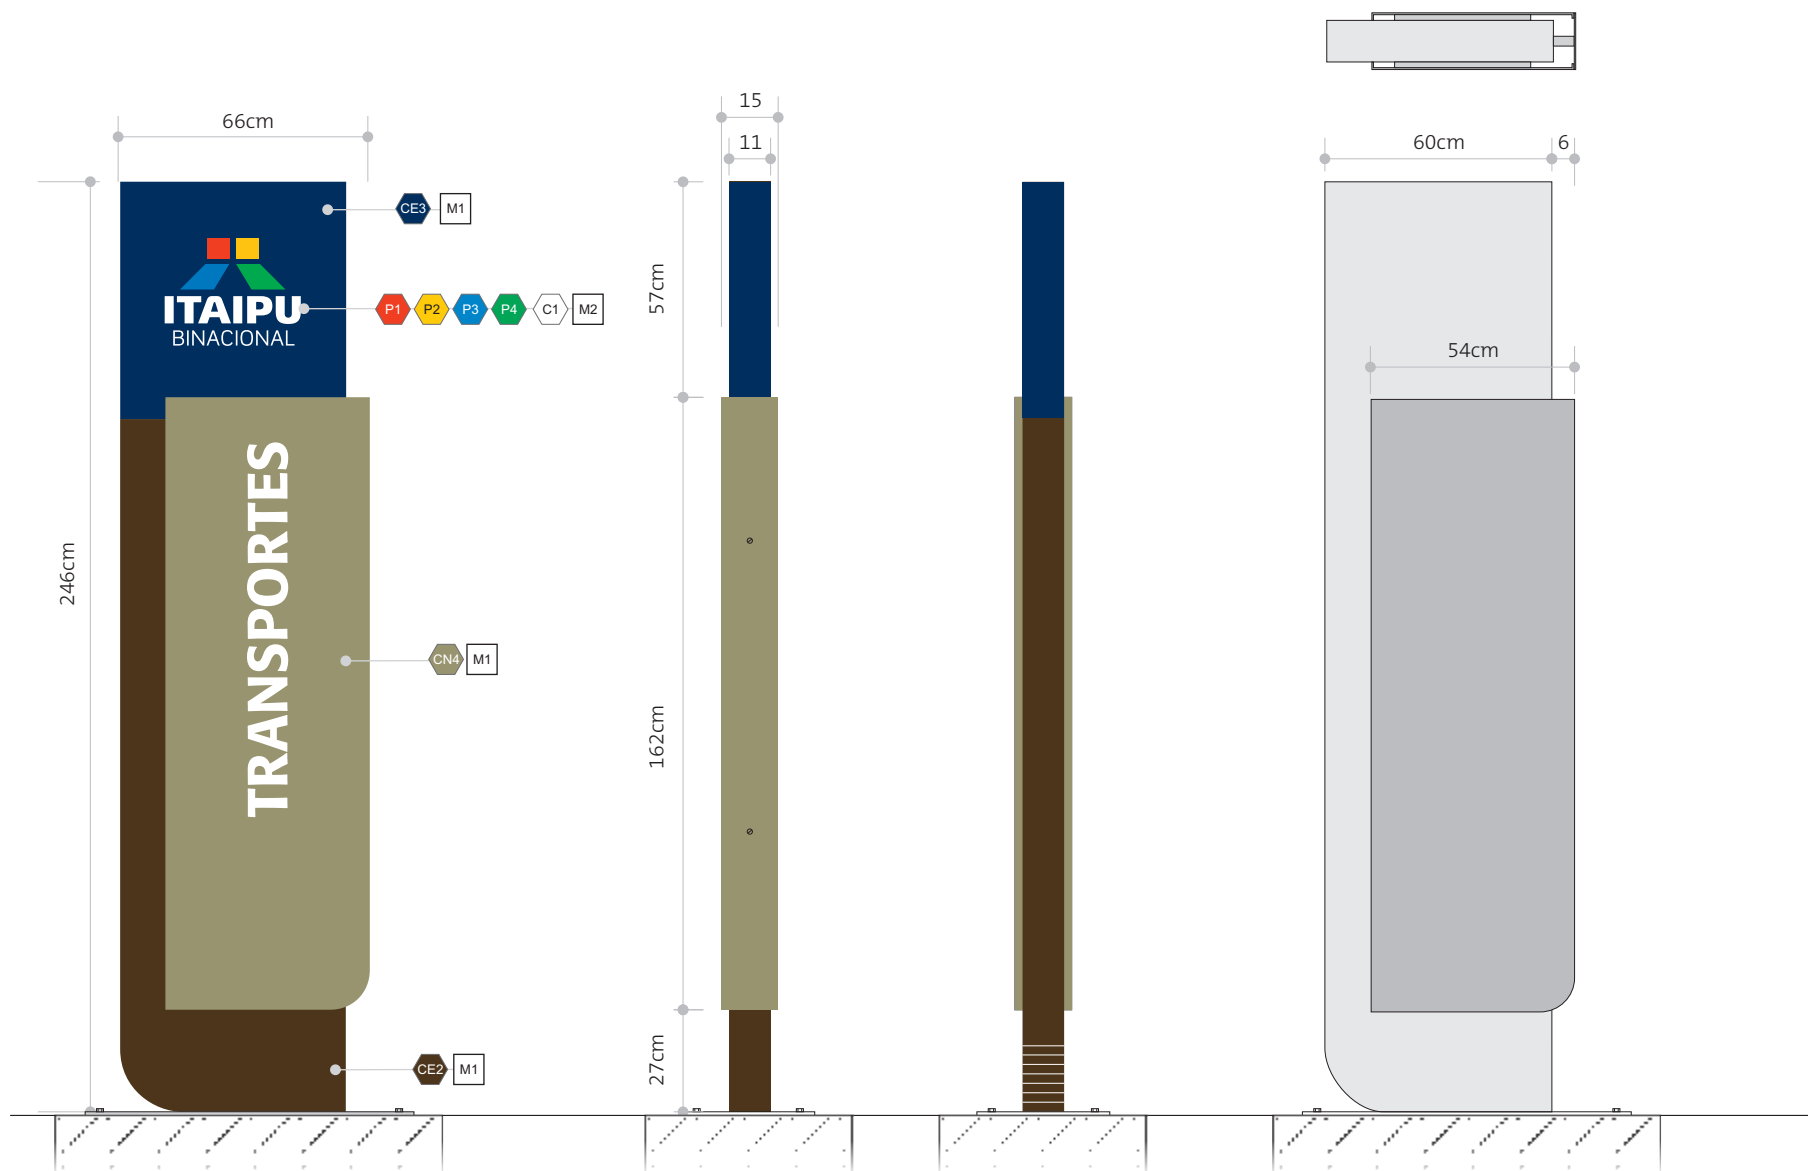 66cm
246cm
CE3 M1
ITAIPU
BINACIONAL
P1 P2 P3 P4 C1 M2
TRANSPORTES
CN4 M1
CE2 M1
15
11
57cm
162cm
27cm
60cm 6
54cm